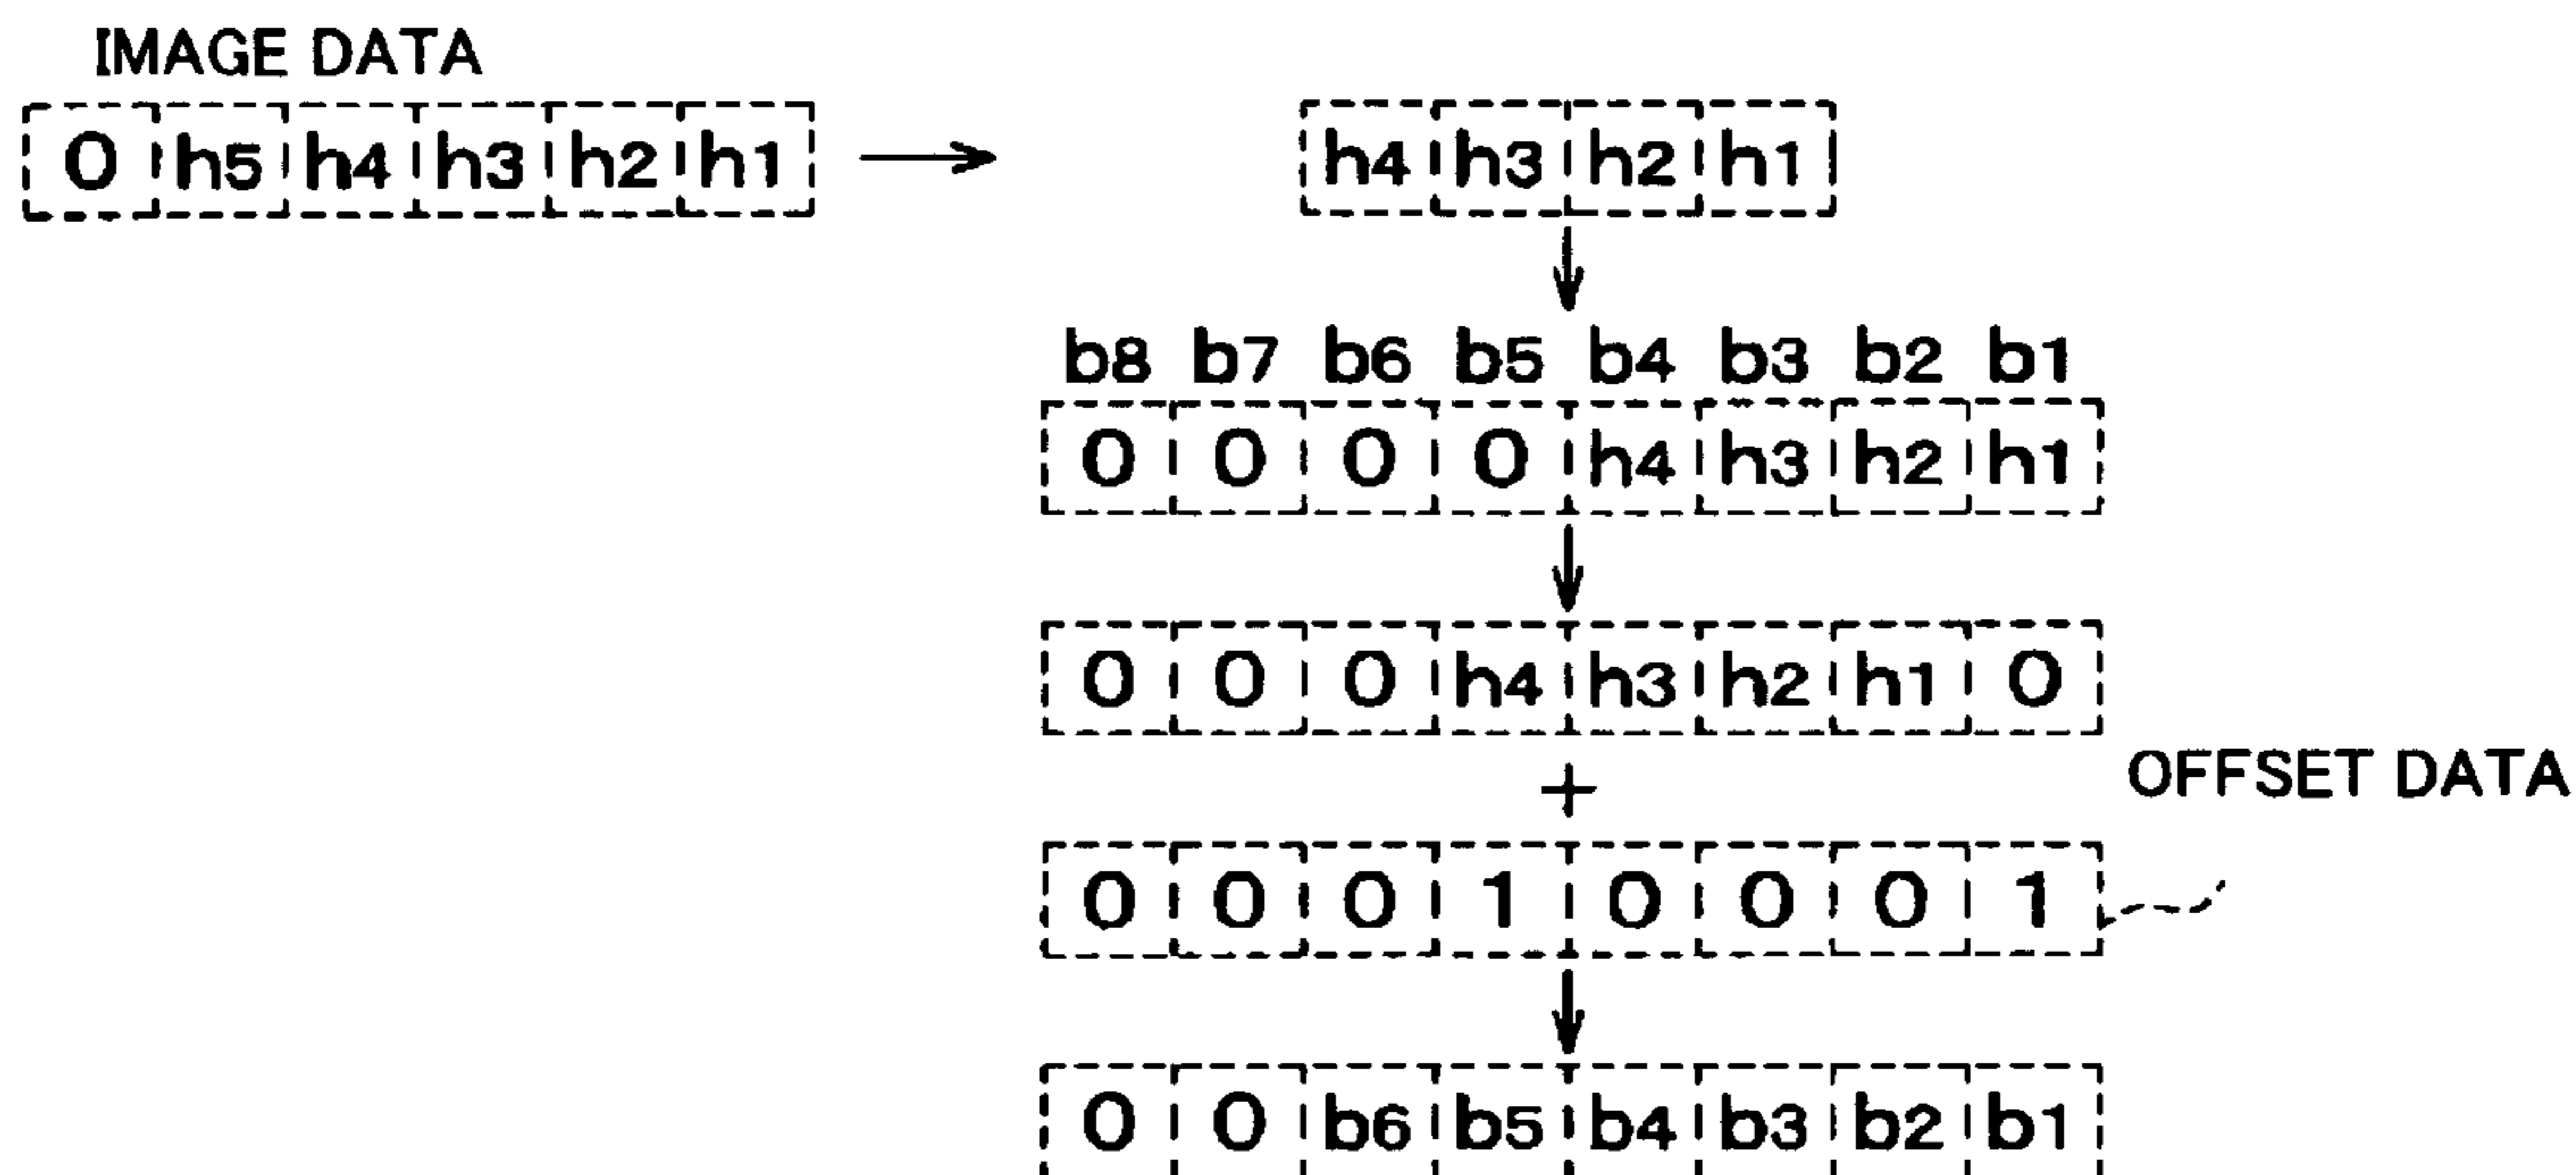 IMAGE DATA
0 h5 h4 h3 h2 h1
h4 h3 h2 h1
b8 b7 b6 b5 b4 b3 b2 b1
0 0 0 0 h4 h3 h2 h1
0 0 0 h4 h3 h2 h1 0
+
OFFSET DATA
0 0 0 1 0 0 0 1
0 0 b6 b5 b4 b3 b2 b1